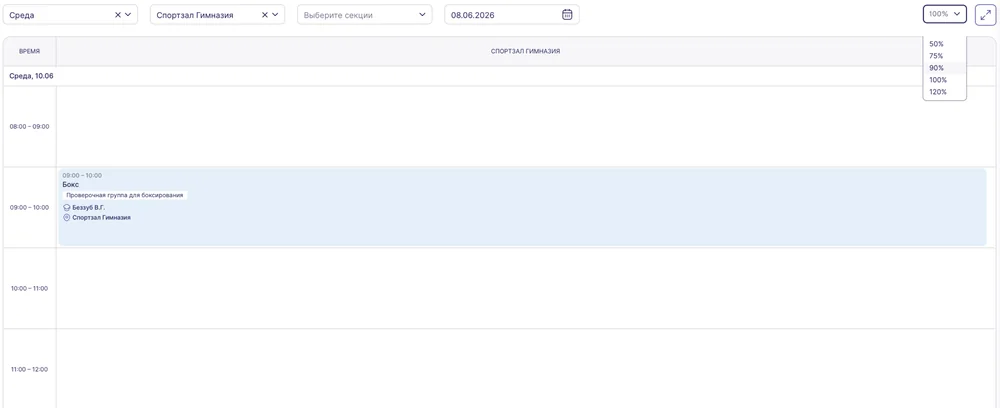 Среда
Спортзал Гимназия
Выберите секции
08.06.2026
100%
50%
75%
90%
100%
120%
ВРЕМЯ
СПОРТЗАЛ ГИМНАЗИЯ
Среда, 10.06
08:00 – 09:00
09:00 – 10:00
09:00 – 10:00
Бокс
Проверочная группа для боксирования
Беззуб В.Г.
Спортзал Гимназия
10:00 – 11:00
11:00 – 12:00